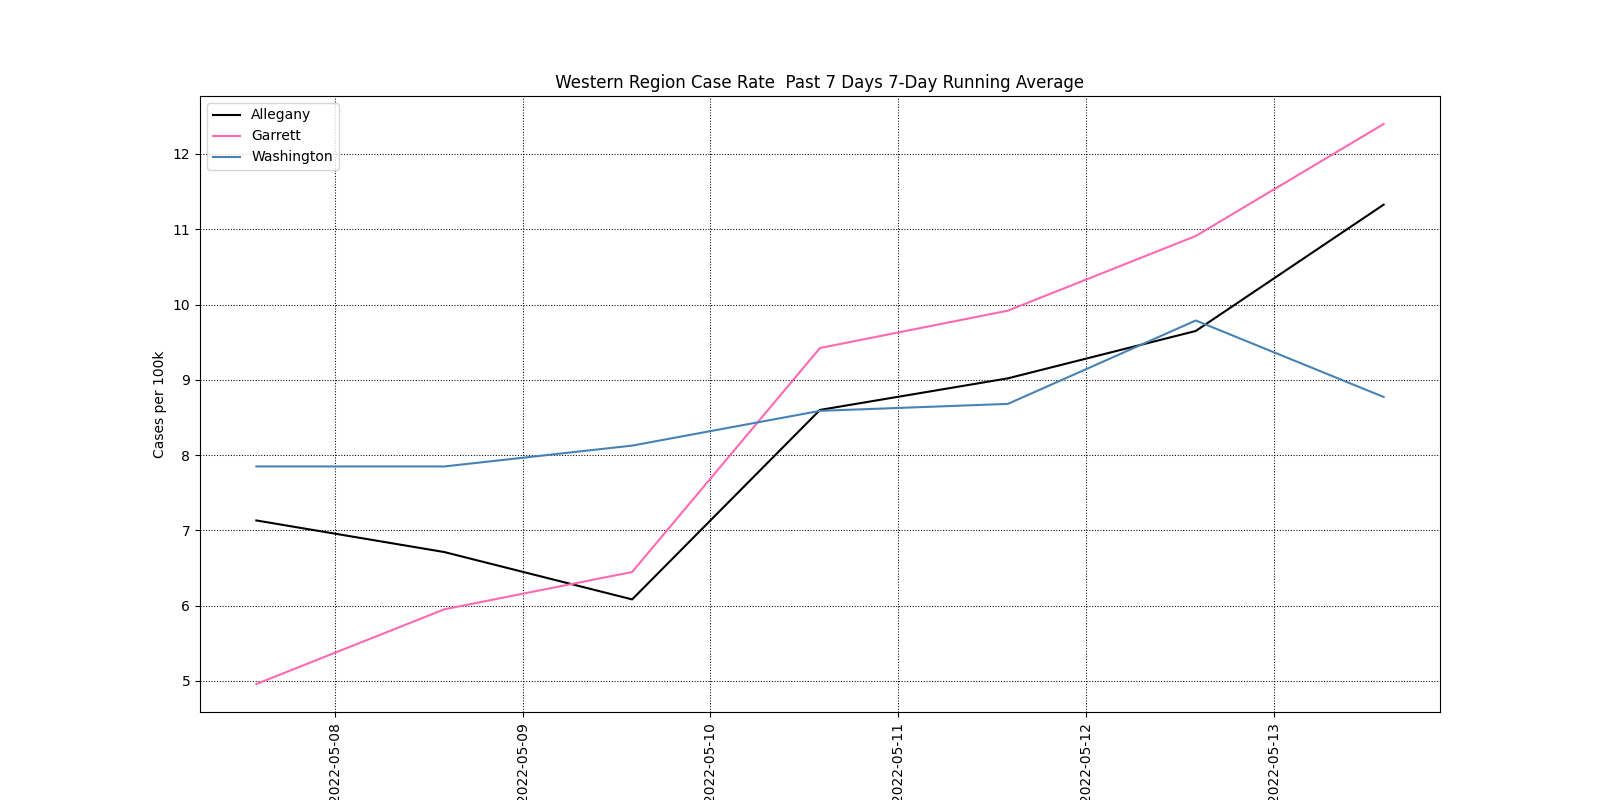 Western Region Case Rate  Past 7 Days 7-Day Running Average
Allegany
Garrett
Washington
12
11
10
9
8
7
6
5
Cases per 100k
2022-05-08
2022-05-09
2022-05-10
2022-05-11
2022-05-12
2022-05-13